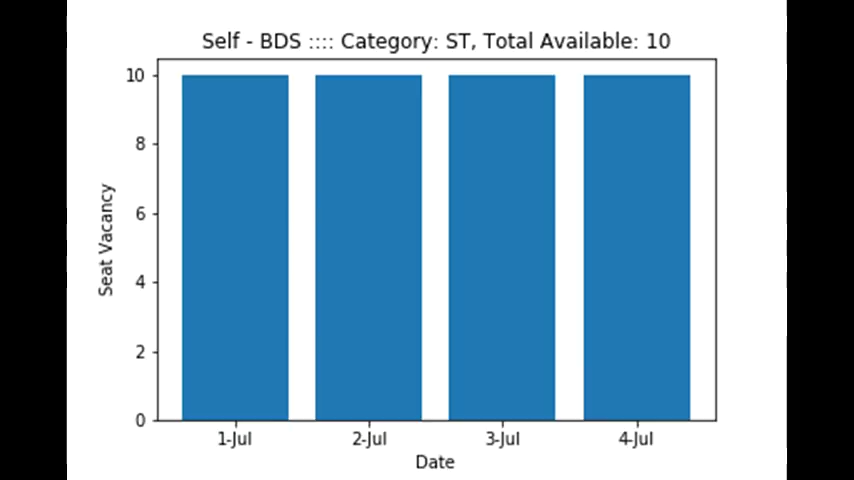 Self - BDS :::: Category: ST, Total Available: 10
10
8
6
4
2
0
Seat Vacancy
1-Jul 2-Jul 3-Jul 4-Jul
Date